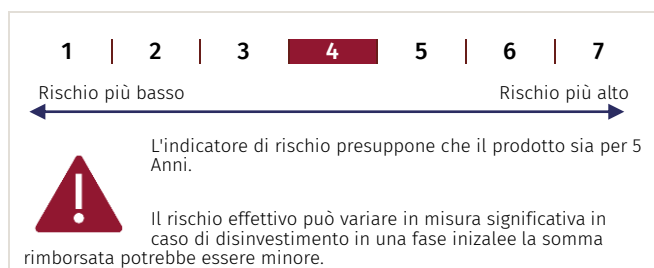 1 | 2 | 3 | 4 | 5 | 6 | 7
Rischio più basso Rischio più alto
L'indicatore di rischio presuppone che il prodotto sia per 5
Anni.
Il rischio effettivo può variare in misura significativa in
caso di disinvestimento in una fase inizalee la somma
rimborsata potrebbe essere minore.